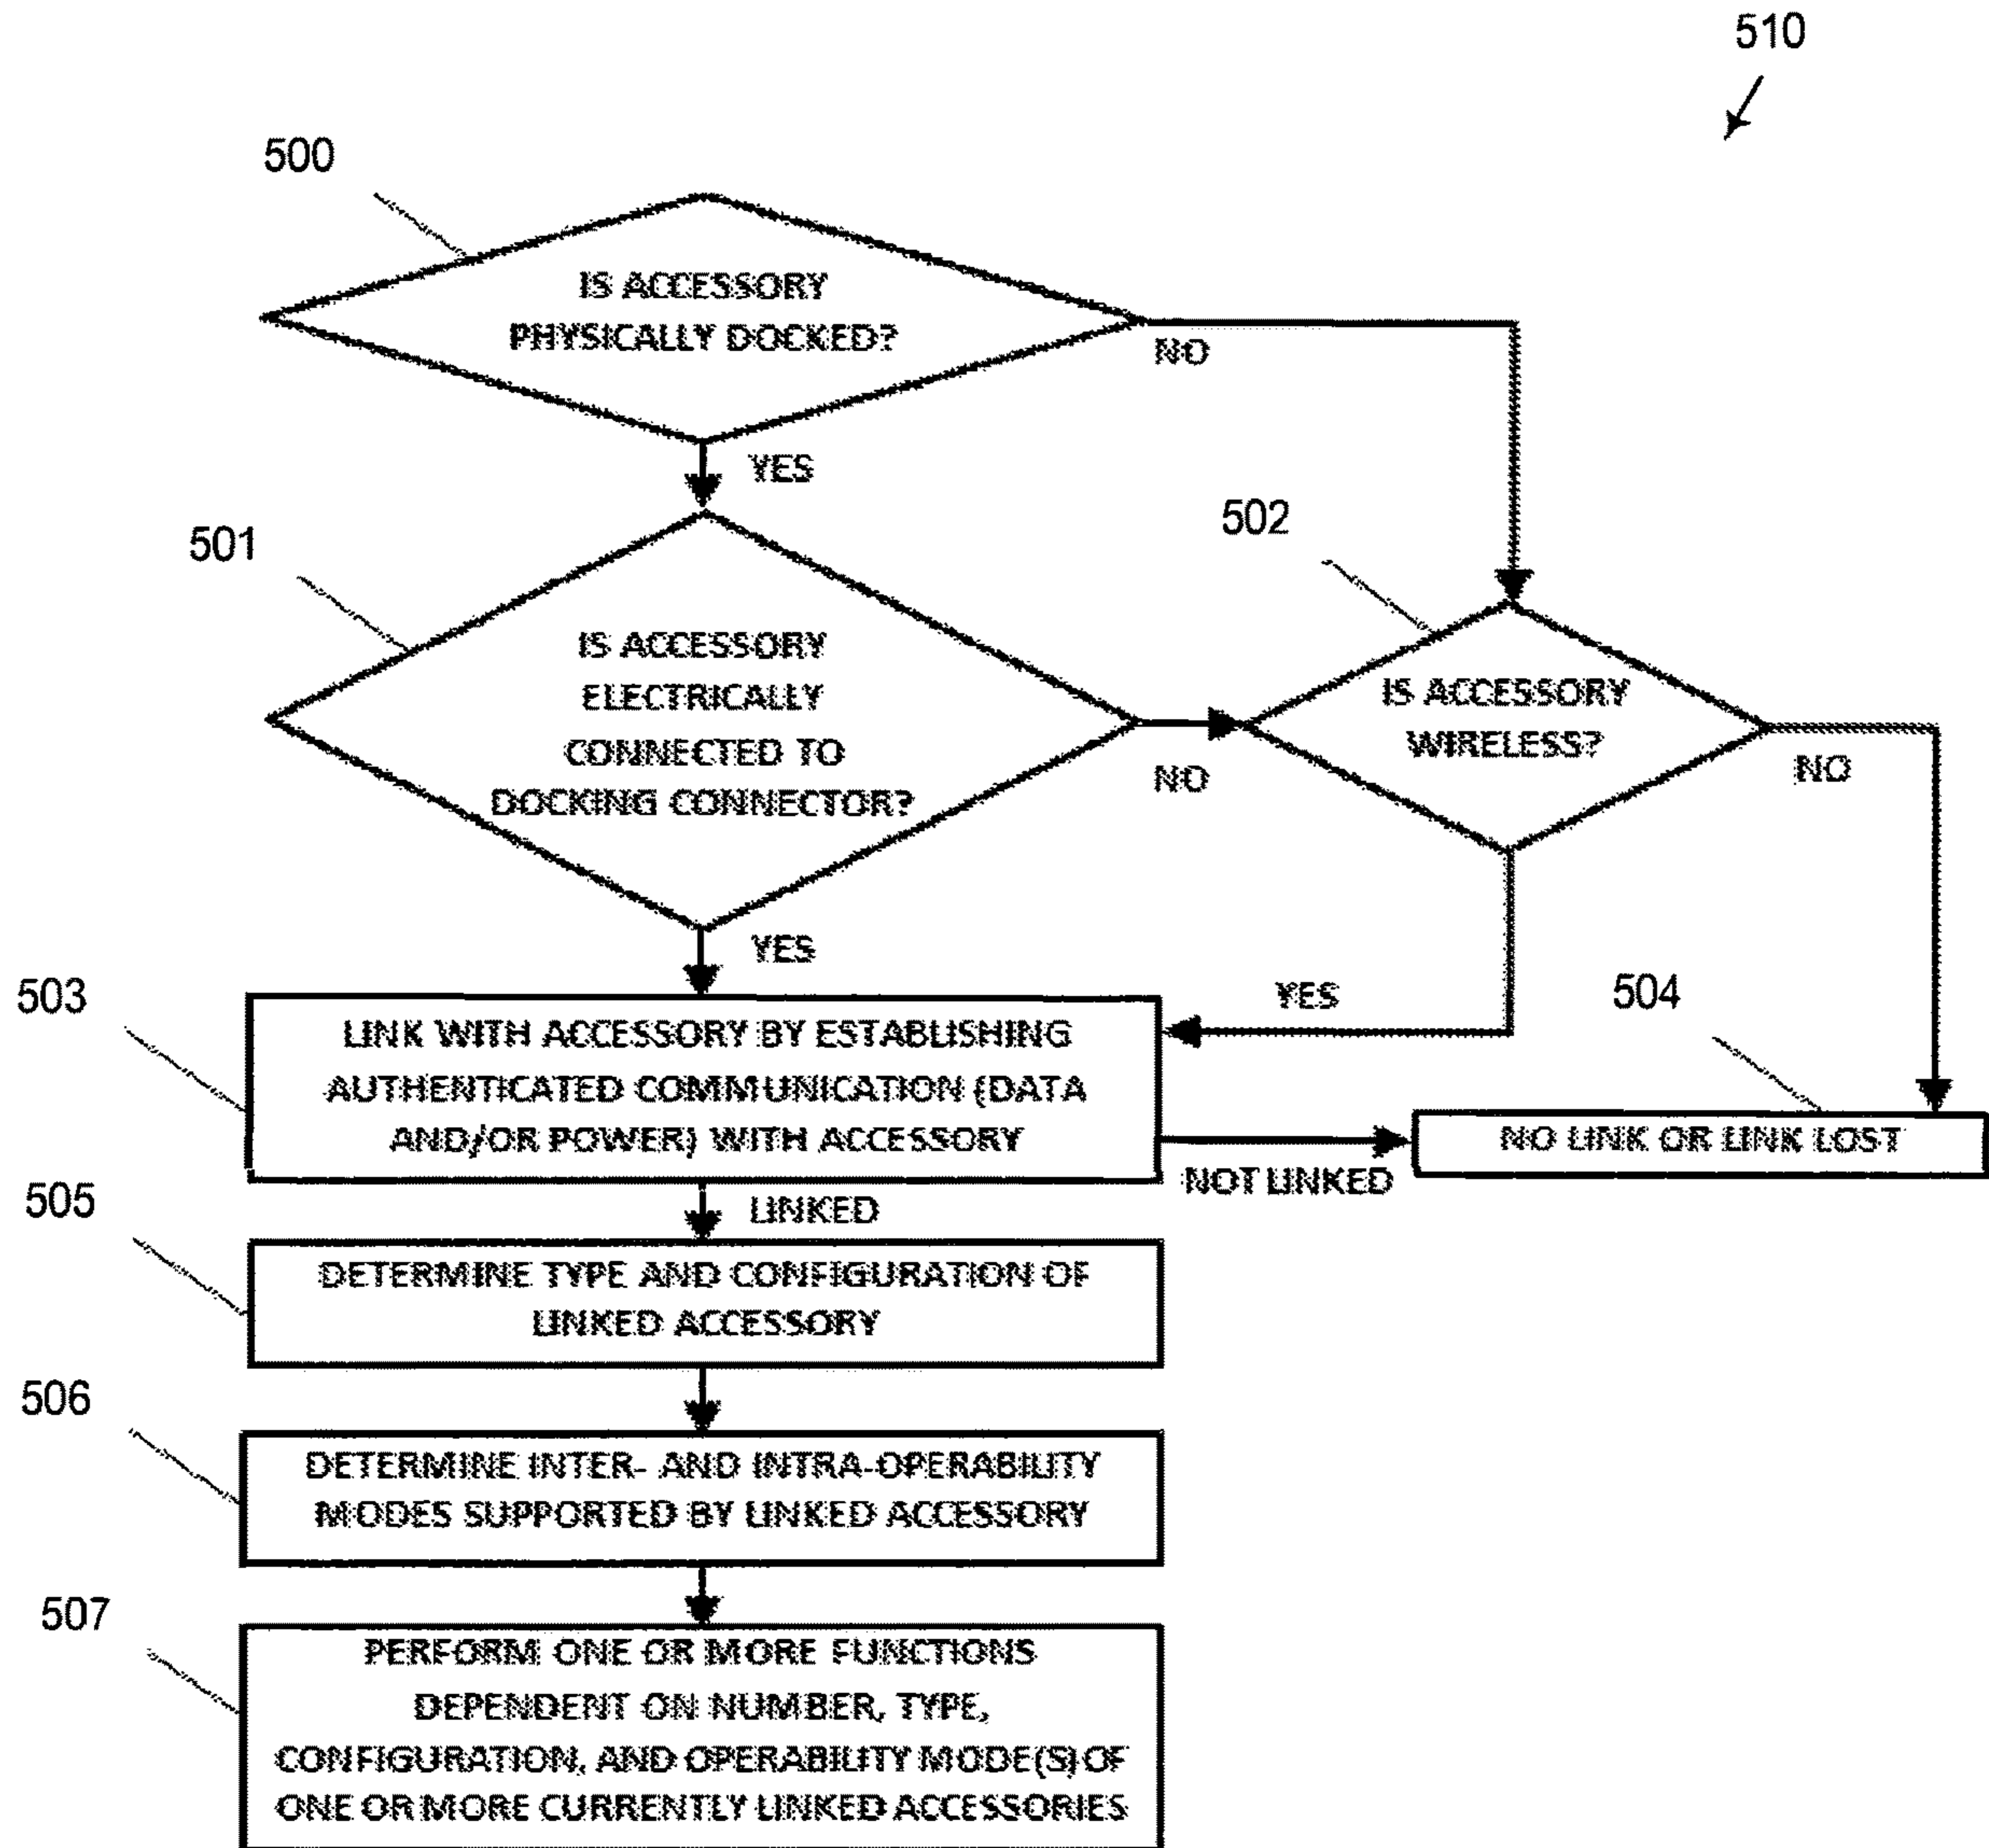 510
500
IS ACCESSORY
PHYSICALLY DOCKED?
NO
YES
501
502
IS ACCESSORY
ELECTRICALLY
CONNECTED TO
DOCKING CONNECTOR?
NO
IS ACCESSORY
WIRELESS?
NO
YES
YES
503
504
LINK WITH ACCESSORY BY ESTABLISHING
AUTHENTICATED COMMUNICATION (DATA
AND/OR POWER) WITH ACCESSORY
NO LINK OR LINK LOST
NOT LINKED
LINKED
505
DETERMINE TYPE AND CONFIGURATION OF
LINKED ACCESSORY
506
DETERMINE INTER- AND INTRA-OPERABILITY
MODES SUPPORTED BY LINKED ACCESSORY
507
PERFORM ONE OR MORE FUNCTIONS
DEPENDENT ON NUMBER, TYPE,
CONFIGURATION, AND OPERABILITY MODE(S) OF
ONE OR MORE CURRENTLY LINKED ACCESSORIES